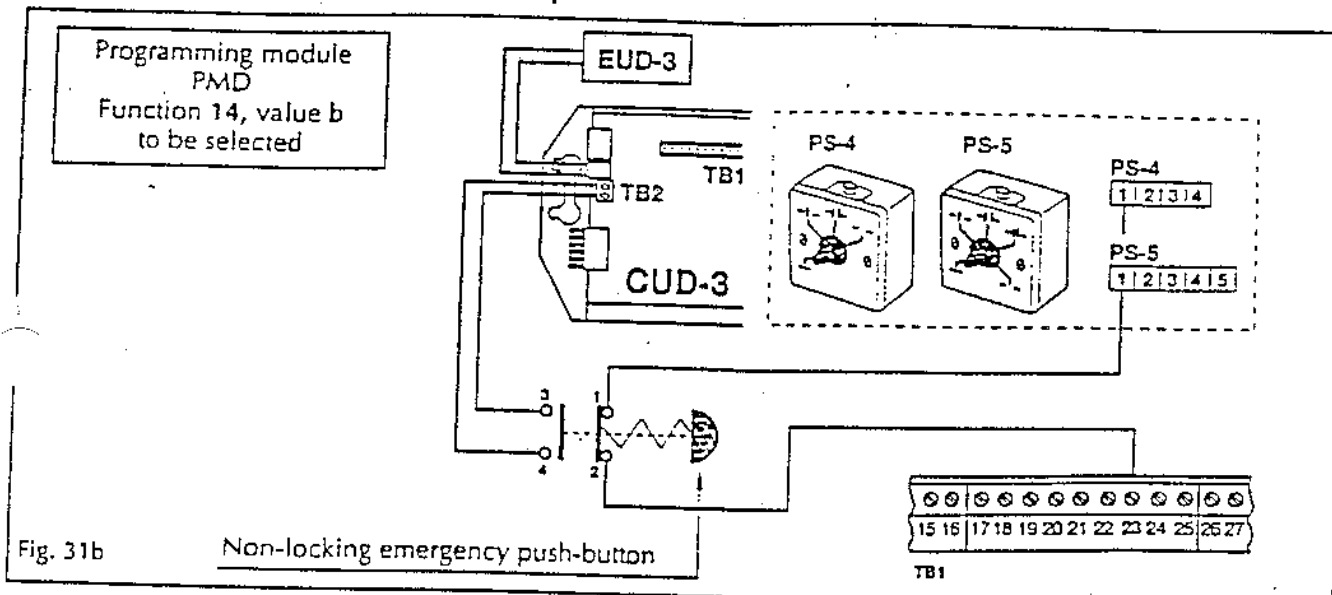 Programming module
PMD
Function 14, value b
to be selected
EUD-3
TB2
TB1
CUD-3
PS-4
PS-5
PS-4
1 2 3 4
PS-5
1 2 3 4 5
3
1
4
2
15 16 17 18 19 20 21 22 23 24 25 26 27
TB1
Fig. 31b
Non-locking emergency push-button